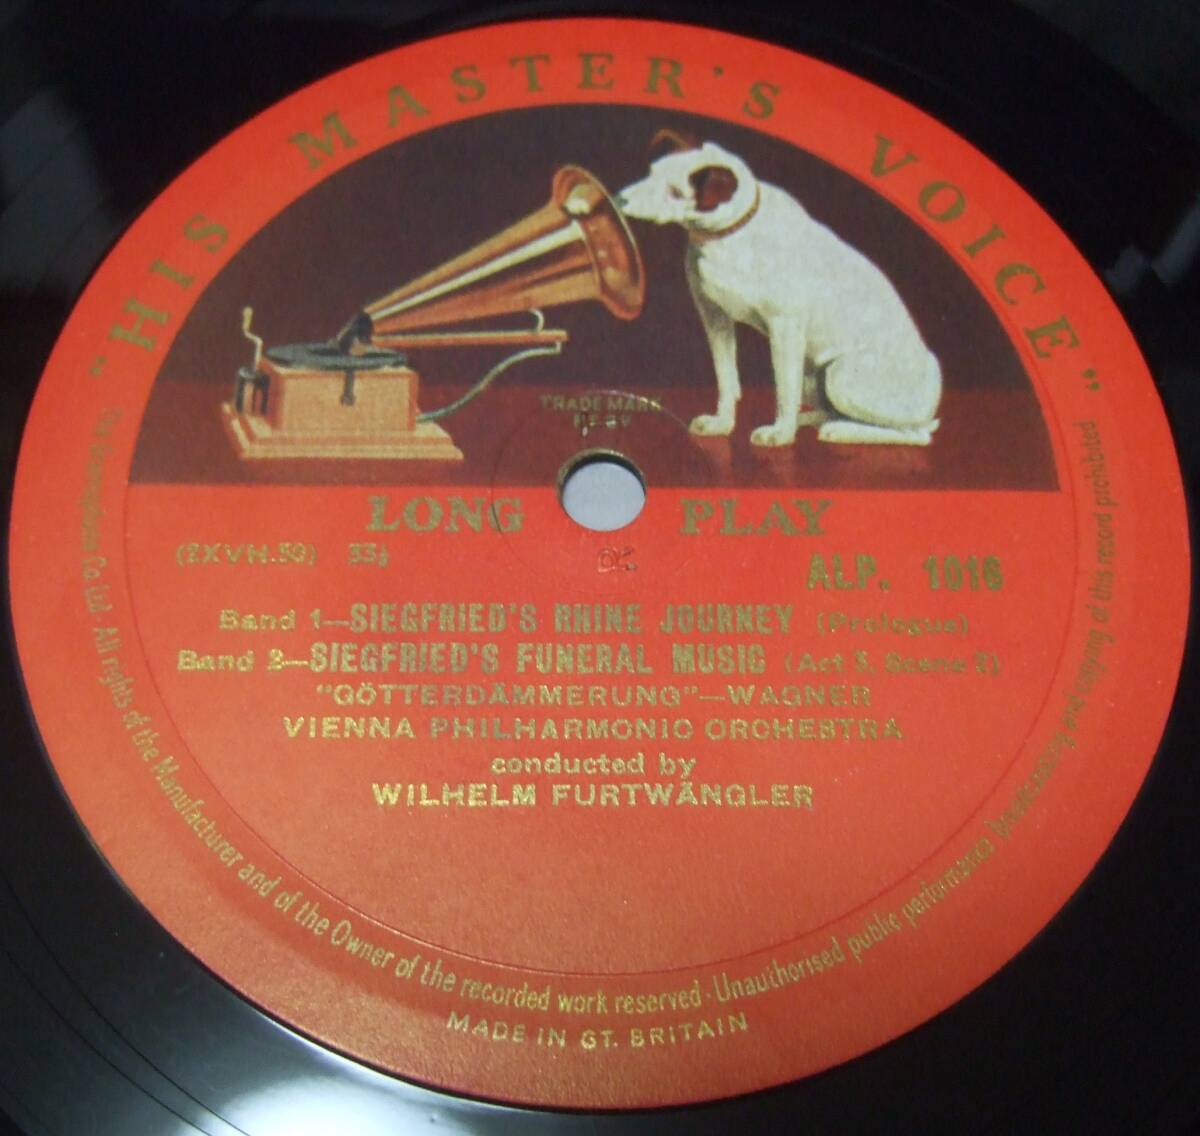 "HIS MASTER'S VOICE"
TRADE MARK
LONG PLAY
(2XVH.59) 33⅓
ALP. 1016
Band 1—SIEGFRIED'S RHINE JOURNEY (Prologue)
Band 2—SIEGFRIED'S FUNERAL MUSIC (Act 3, Scene 2)
"GÖTTERDÄMMERUNG"—WAGNER
VIENNA PHILHARMONIC ORCHESTRA
conducted by
WILHELM FURTWÄNGLER
The Gramophone Co. Ltd. All rights of the Manufacturer and of the Owner of the recorded work reserved · Unauthorised public performance broadcasting and copying of this record prohibited
MADE IN GT. BRITAIN